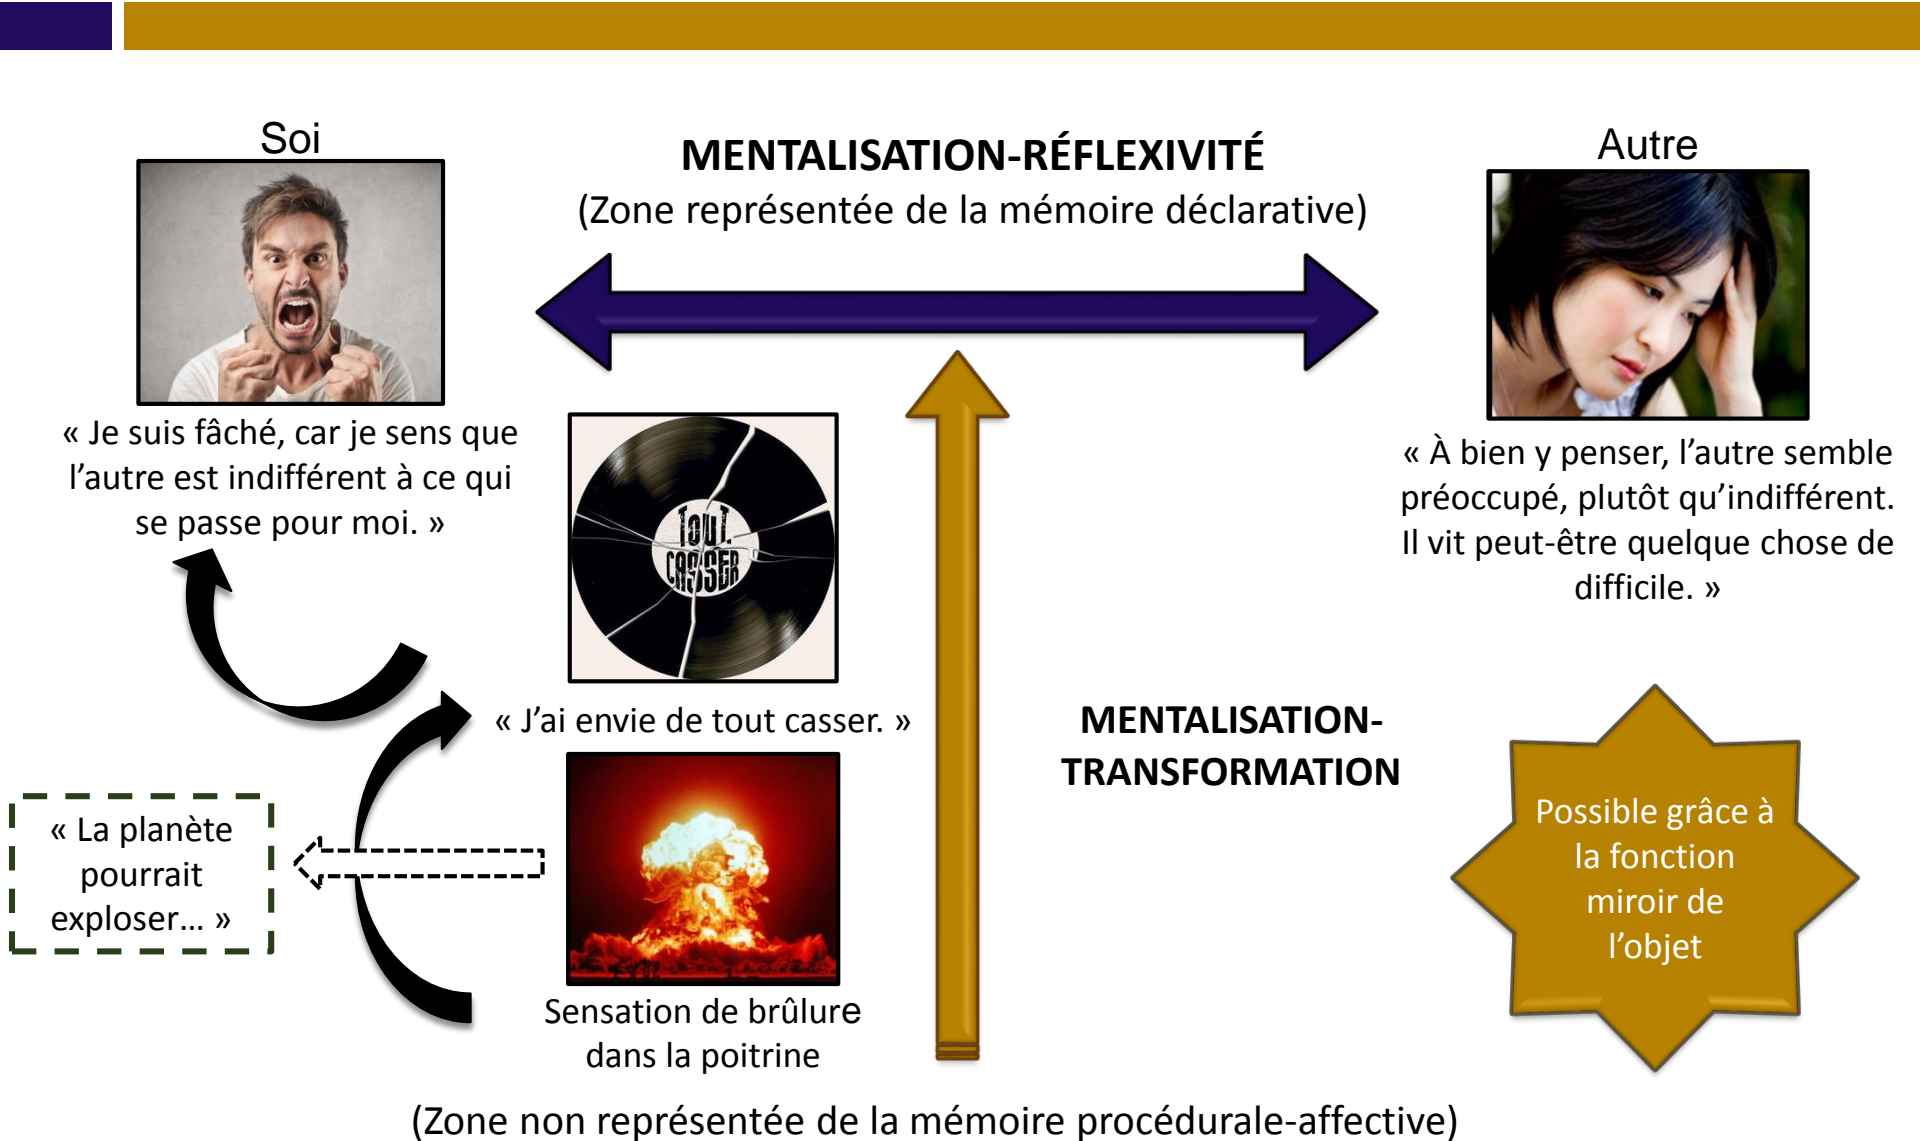 Soi
MENTALISATION-RÉFLEXIVITÉ
(Zone représentée de la mémoire déclarative)
Autre
« Je suis fâché, car je sens que
l’autre est indifférent à ce qui
se passe pour moi. »
TOUT
CASSER
« À bien y penser, l’autre semble
préoccupé, plutôt qu’indifférent.
Il vit peut-être quelque chose de
difficile. »
« J’ai envie de tout casser. »
MENTALISATION-
TRANSFORMATION
« La planète
pourrait
exploser… »
Possible grâce à
la fonction
miroir de
l’objet
Sensation de brûlure
dans la poitrine
(Zone non représentée de la mémoire procédurale-affective)